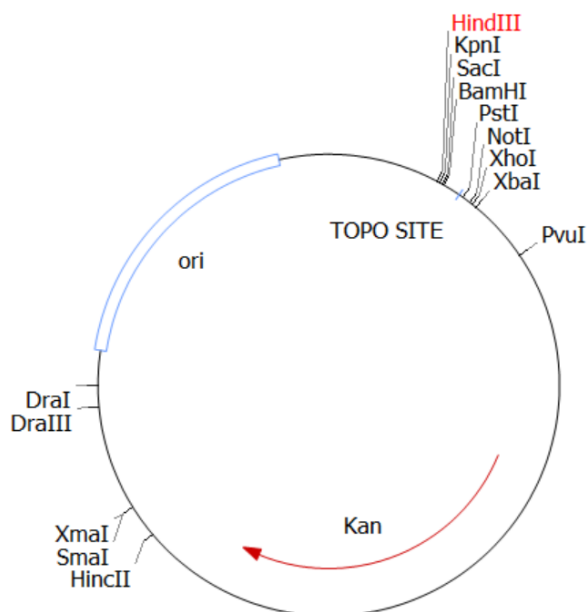 HindIII
KpnI
SacI
BamHI
PstI
NotI
XhoI
XbaI
TOPO SITE
PvuI
ori
DraI
DraIII
Kan
XmaI
SmaI
HincII